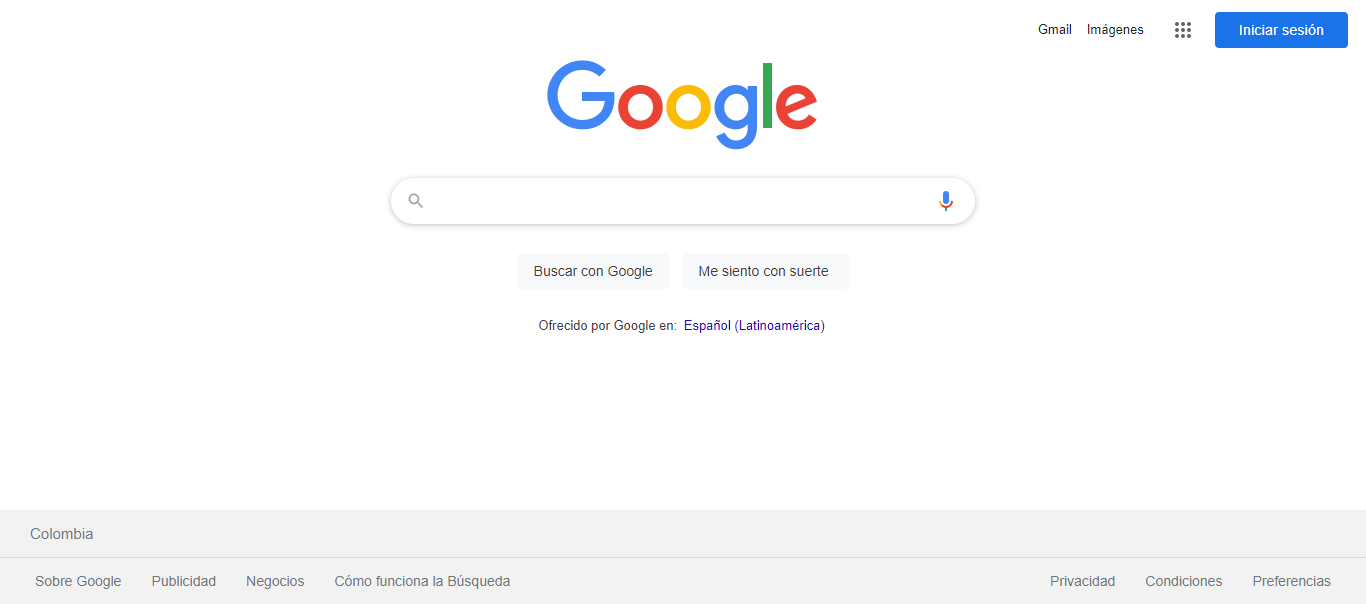 Gmail Imágenes Iniciar sesión
Google
Buscar con Google Me siento con suerte
Ofrecido por Google en: Español (Latinoamérica)
Colombia
Sobre Google Publicidad Negocios Cómo funciona la Búsqueda Privacidad Condiciones Preferencias